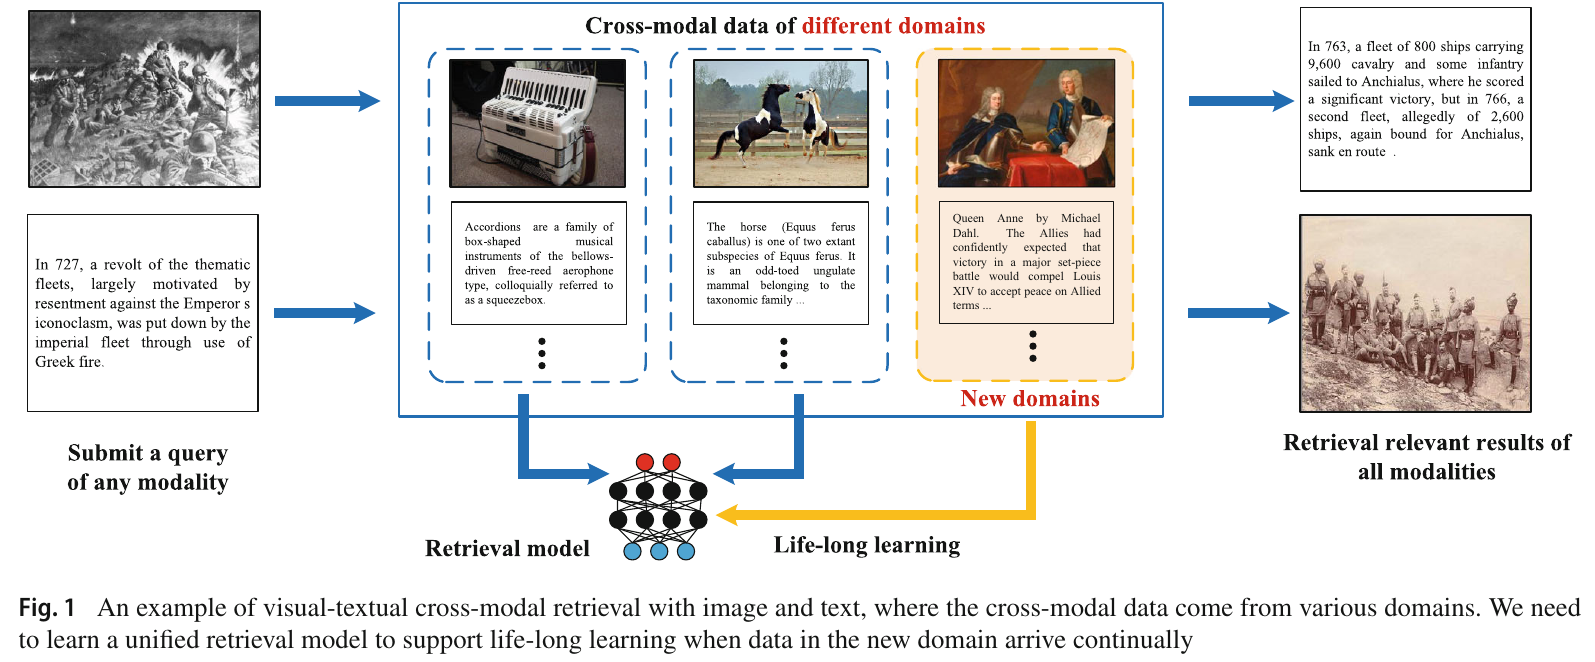 Cross-modal data of different domains
In 727, a revolt of the thematic
fleets, largely motivated by
resentment against the Emperor s
iconoclasm, was put down by the
imperial fleet through use of
Greek fire.
Submit a query
of any modality
Accordions are a family of
box-shaped musical
instruments of the bellows-
driven free-reed aerophone
type, colloquially referred to
as a squeezebox.
The horse (Equus ferus
caballus) is one of two extant
subspecies of Equus ferus. It
is an odd-toed ungulate
mammal belonging to the
taxonomic family ...
Queen Anne by Michael
Dahl. The Allies had
confidently expected that
victory in a major set-piece
battle would compel Louis
XIV to accept peace on Allied
terms ...
New domains
Retrieval model
Life-long learning
In 763, a fleet of 800 ships carrying
9,600 cavalry and some infantry
sailed to Anchialus, where he scored
a significant victory, but in 766, a
second fleet, allegedly of 2,600
ships, again bound for Anchialus,
sank en route .
Retrieval relevant results of
all modalities
Fig. 1 An example of visual-textual cross-modal retrieval with image and text, where the cross-modal data come from various domains. We need
to learn a unified retrieval model to support life-long learning when data in the new domain arrive continually